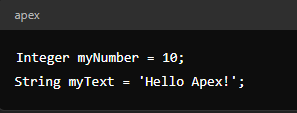 apex
Integer myNumber = 10;
String myText = 'Hello Apex!';